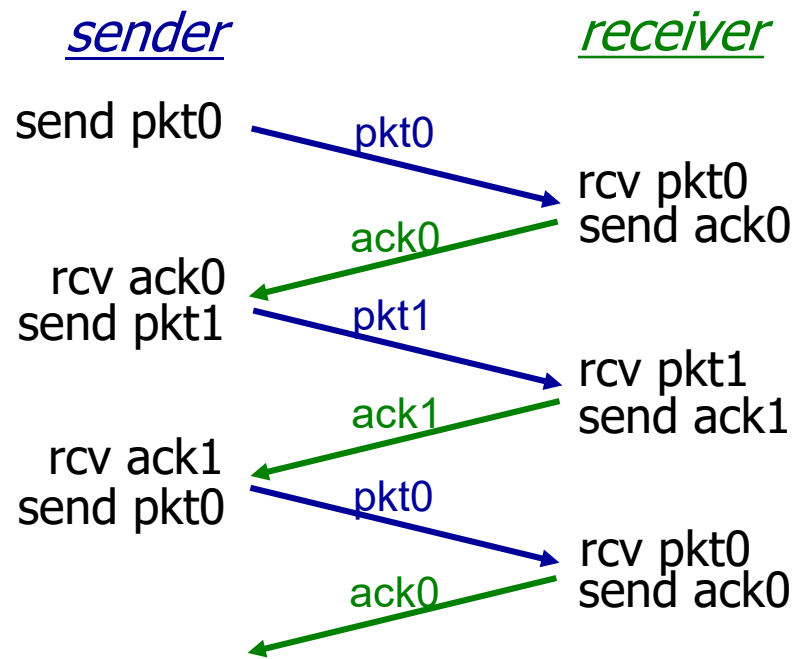 sender
receiver
send pkt0
pkt0
rcv pkt0
send ack0
ack0
rcv ack0
send pkt1
pkt1
rcv pkt1
send ack1
ack1
rcv ack1
send pkt0
pkt0
rcv pkt0
send ack0
ack0